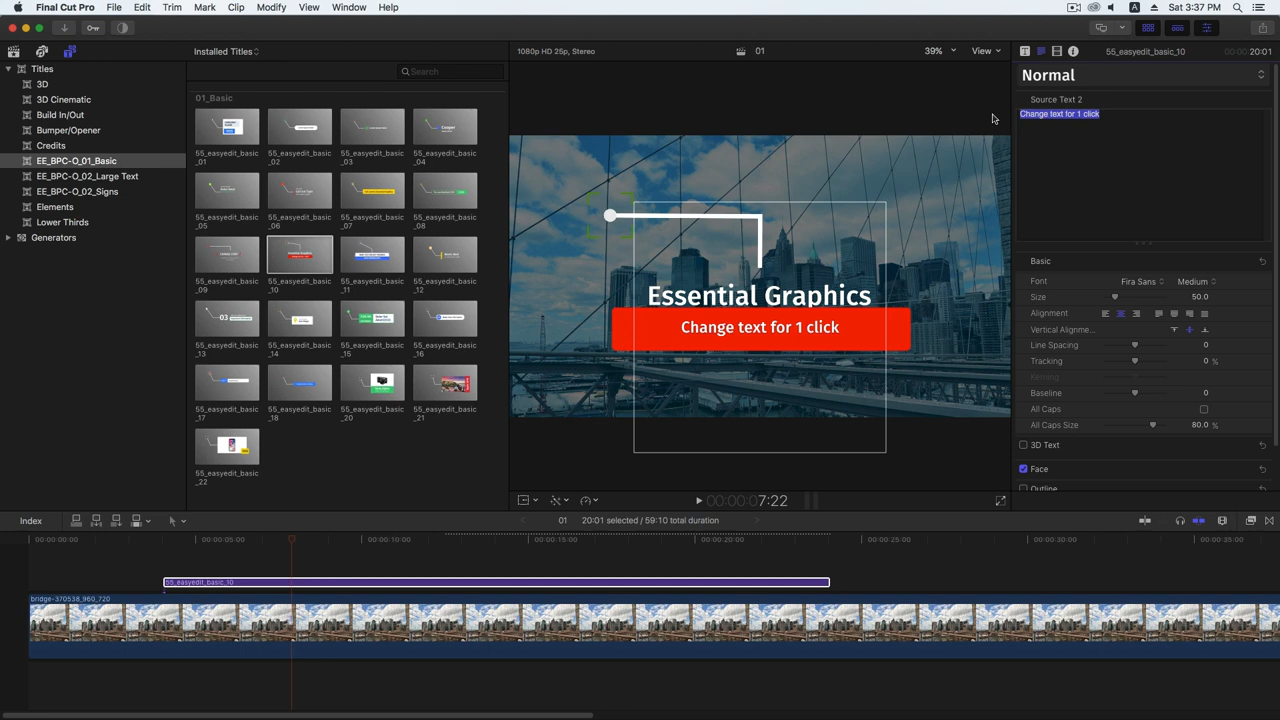 Final Cut Pro File Edit Trim Mark Clip Modify View Window Help
A Sat 3:37 PM
Installed Titles
1080p HD 25p, Stereo
01
39%
View
55_easyedit_basic_10
20:01
Titles
3D
3D Cinematic
Build In/Out
Bumper/Opener
Credits
EE_BPC-O_01_Basic
EE_BPC-O_02_Large Text
EE_BPC-O_02_Signs
Elements
Lower Thirds
Generators
Search
01_Basic
55_easyedit_basic_01
55_easyedit_basic_02
55_easyedit_basic_03
55_easyedit_basic_04
55_easyedit_basic_05
55_easyedit_basic_06
55_easyedit_basic_07
55_easyedit_basic_08
55_easyedit_basic_09
55_easyedit_basic_10
55_easyedit_basic_11
55_easyedit_basic_12
55_easyedit_basic_13
55_easyedit_basic_14
55_easyedit_basic_15
55_easyedit_basic_16
55_easyedit_basic_17
55_easyedit_basic_18
55_easyedit_basic_20
55_easyedit_basic_21
55_easyedit_basic_22
Essential Graphics
Change text for 1 click
00:00:07:22
Normal
Source Text 2
Change text for 1 click
Basic
Font Fira Sans Medium
Size 50.0
Alignment
Vertical Alignme...
Line Spacing 0
Tracking 0 %
Kerning
Baseline 0
All Caps
All Caps Size 80.0 %
3D Text
Face
Outline
Index
01 20:01 selected / 59:10 total duration
00:00:00:00 00:00:05:00 00:00:10:00 00:00:15:00 00:00:20:00 00:00:25:00 00:00:30:00 00:00:35:00
55_easyedit_basic_10
bridge-370538_960_720